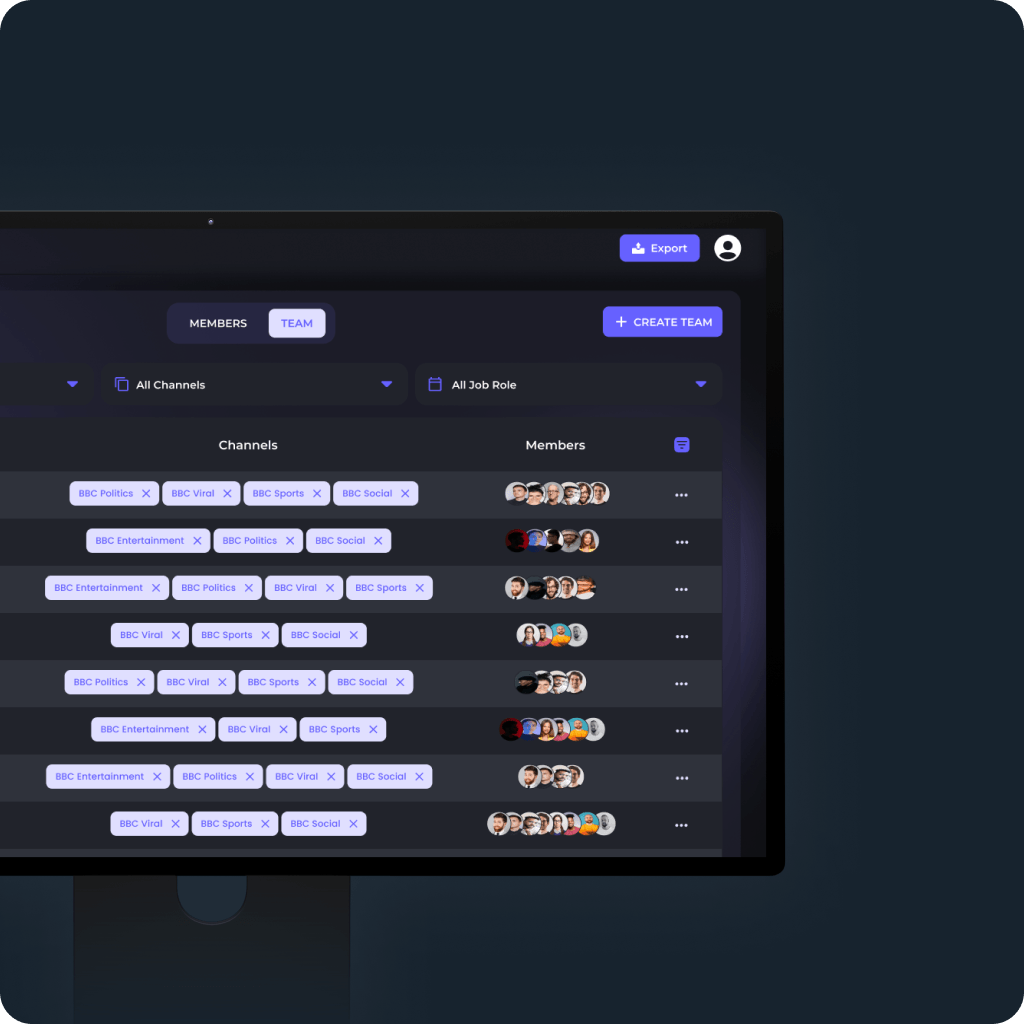 Export
MEMBERS TEAM + CREATE TEAM
All Channels All Job Role
Channels Members
BBC Politics BBC Viral BBC Sports BBC Social
BBC Entertainment BBC Politics BBC Social
BBC Entertainment BBC Politics BBC Viral BBC Sports
BBC Viral BBC Sports BBC Social
BBC Politics BBC Viral BBC Sports BBC Social
BBC Entertainment BBC Viral BBC Sports
BBC Entertainment BBC Politics BBC Viral BBC Social
BBC Viral BBC Sports BBC Social